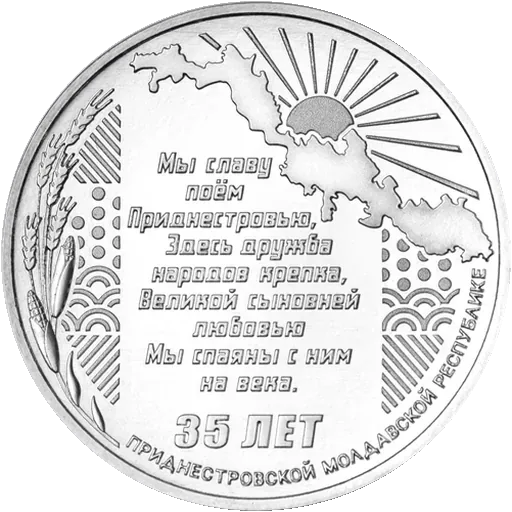 Мы славу
поём
Приднестровью,
Здесь дружба
народов крепка,
Великой сыновней
любовью
Мы спаяны с ним
на века.
35 ЛЕТ
ПРИДНЕСТРОВСКОЙ МОЛДАВСКОЙ РЕСПУБЛИКЕ